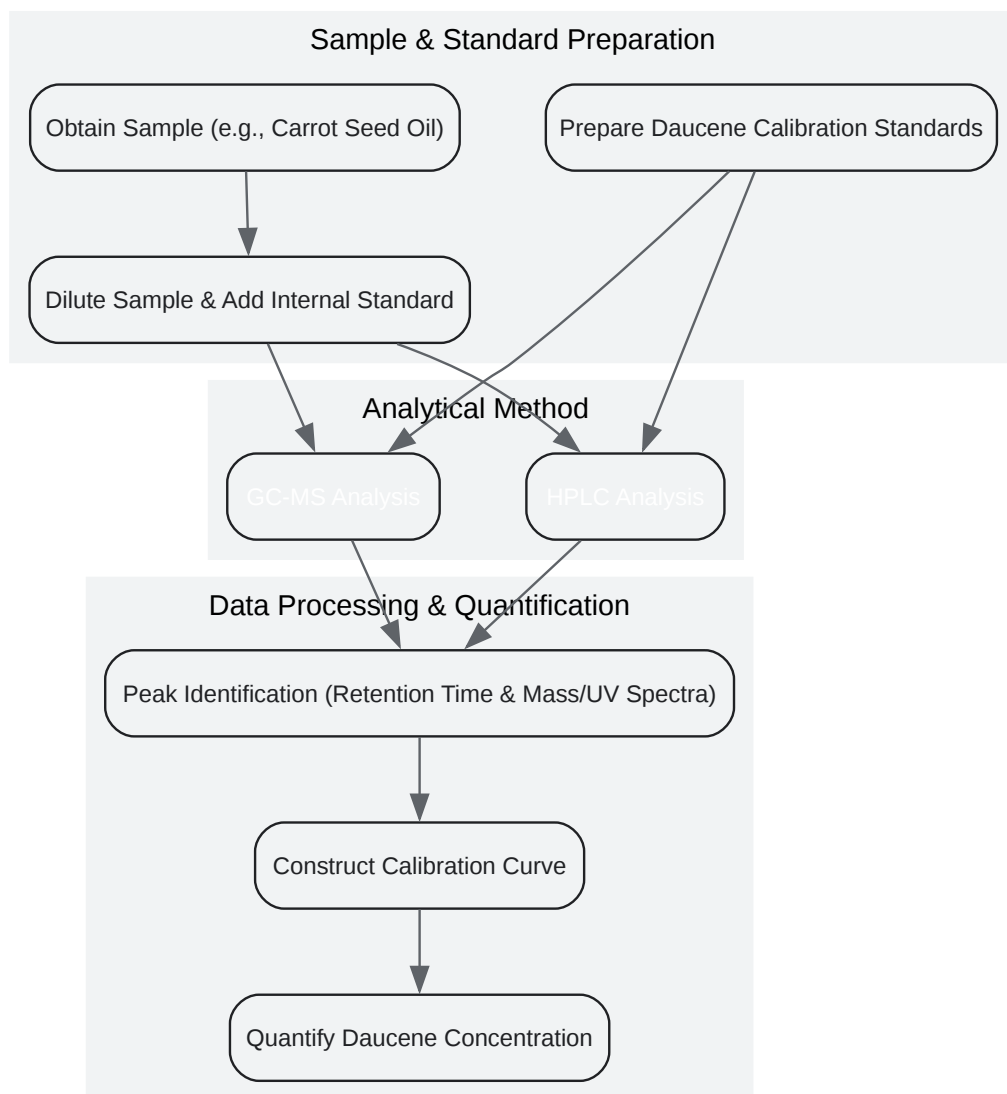 Sample & Standard Preparation
Obtain Sample (e.g., Carrot Seed Oil)
Prepare Daucene Calibration Standards
Dilute Sample & Add Internal Standard
Analytical Method
GC-MS Analysis
HPLC Analysis
Data Processing & Quantification
Peak Identification (Retention Time & Mass/UV Spectra)
Construct Calibration Curve
Quantify Daucene Concentration